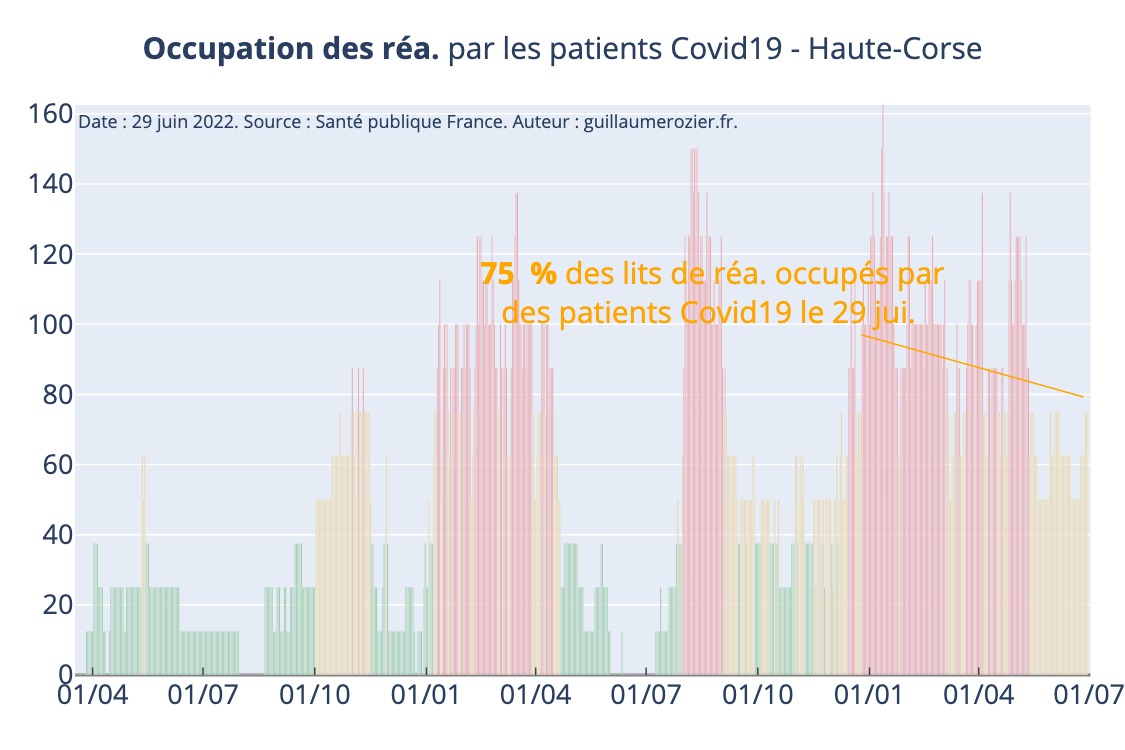 Occupation des réa. par les patients Covid19 - Haute-Corse
160
Date : 29 juin 2022. Source : Santé publique France. Auteur : guillaumerozier.fr.
140
120
75 % des lits de réa. occupés par
des patients Covid19 le 29 jui.
100
80
60
40
20
0
01/04 01/07 01/10 01/01 01/04 01/07 01/10 01/01 01/04 01/07